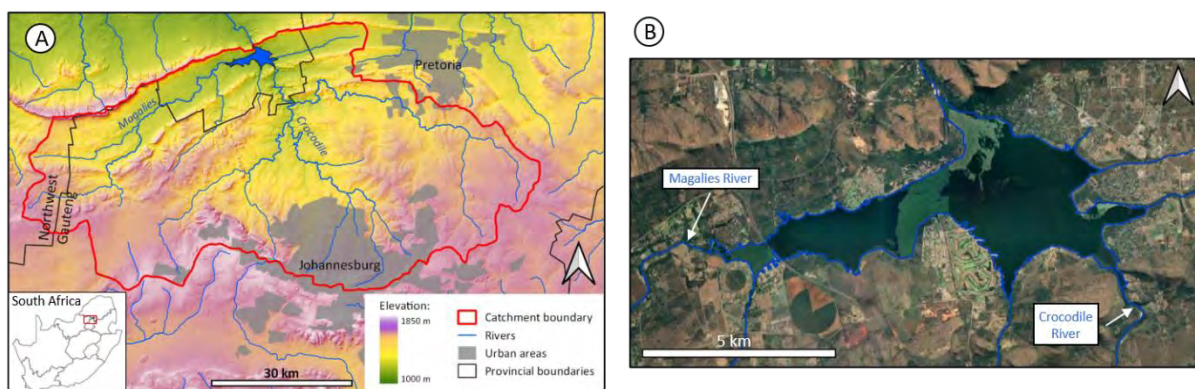 A
Pretoria
Magalies
Crocodile
Northwest
Gauteng
Johannesburg
South Africa
Elevation:
1850 m
1000 m
Catchment boundary
Rivers
Urban areas
Provincial boundaries
30 km
B
Magalies River
Crocodile
River
5 km